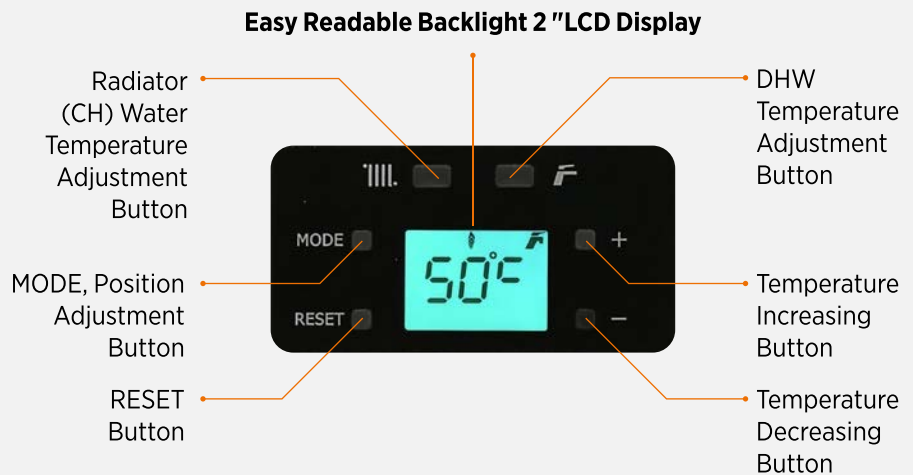 Easy Readable Backlight 2 "LCD Display
Radiator
(CH) Water
Temperature
Adjustment
Button
DHW
Temperature
Adjustment
Button
MODE
+
50°C
RESET
−
MODE, Position
Adjustment
Button
Temperature
Increasing
Button
RESET
Button
Temperature
Decreasing
Button